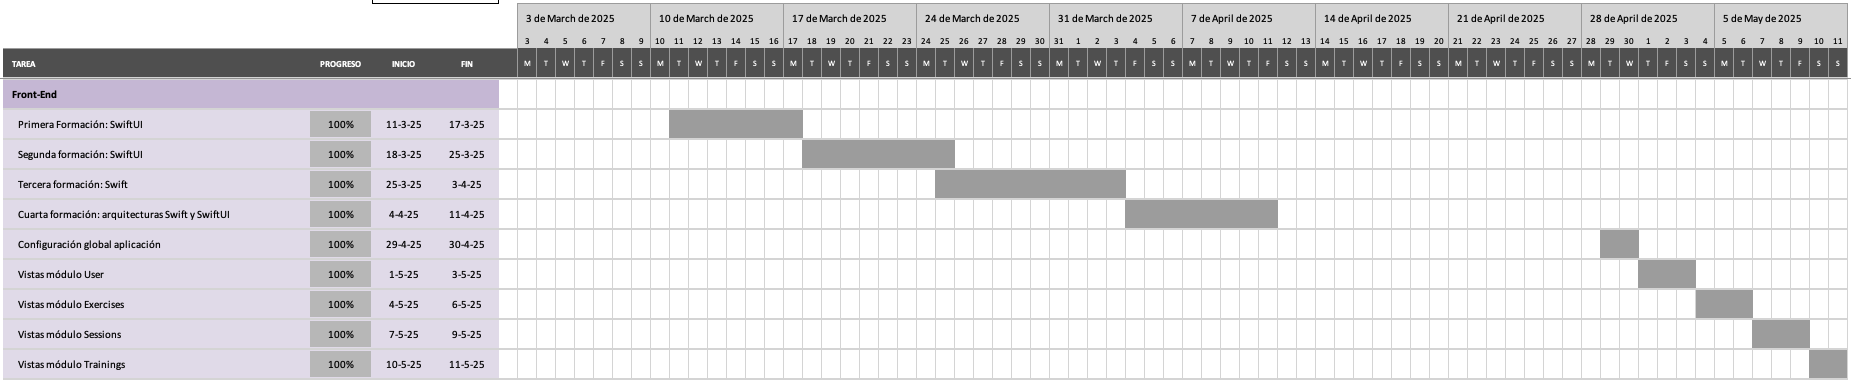 3 de March de 2025 10 de March de 2025 17 de March de 2025 24 de March de 2025 31 de March de 2025 7 de April de 2025 14 de April de 2025 21 de April de 2025 28 de April de 2025 5 de May de 2025
3 4 5 6 7 8 9 10 11 12 13 14 15 16 17 18 19 20 21 22 23 24 25 26 27 28 29 30 31 1 2 3 4 5 6 7 8 9 10 11 12 13 14 15 16 17 18 19 20 21 22 23 24 25 26 27 28 29 30 1 2 3 4 5 6 7 8 9 10 11
TAREA PROGRESO INICIO FIN M T W T F S S M T W T F S S M T W T F S S M T W T F S S M T W T F S S M T W T F S S M T W T F S S M T W T F S S M T W T F S S M T W T F S S
Front-End
Primera Formación: SwiftUI 100% 11-3-25 17-3-25
Segunda formación: SwiftUI 100% 18-3-25 25-3-25
Tercera formación: Swift 100% 25-3-25 3-4-25
Cuarta formación: arquitecturas Swift y SwiftUI 100% 4-4-25 11-4-25
Configuración global aplicación 100% 29-4-25 30-4-25
Vistas módulo User 100% 1-5-25 3-5-25
Vistas módulo Exercises 100% 4-5-25 6-5-25
Vistas módulo Sessions 100% 7-5-25 9-5-25
Vistas módulo Trainings 100% 10-5-25 11-5-25